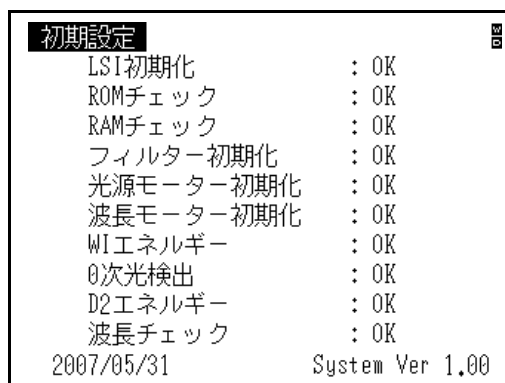 初期設定 WD
LSI初期化 : OK
ROMチェック : OK
RAMチェック : OK
フィルター初期化 : OK
光源モーター初期化 : OK
波長モーター初期化 : OK
WIエネルギー : OK
0次光検出 : OK
D2エネルギー : OK
波長チェック : OK
2007/05/31 System Ver 1.00